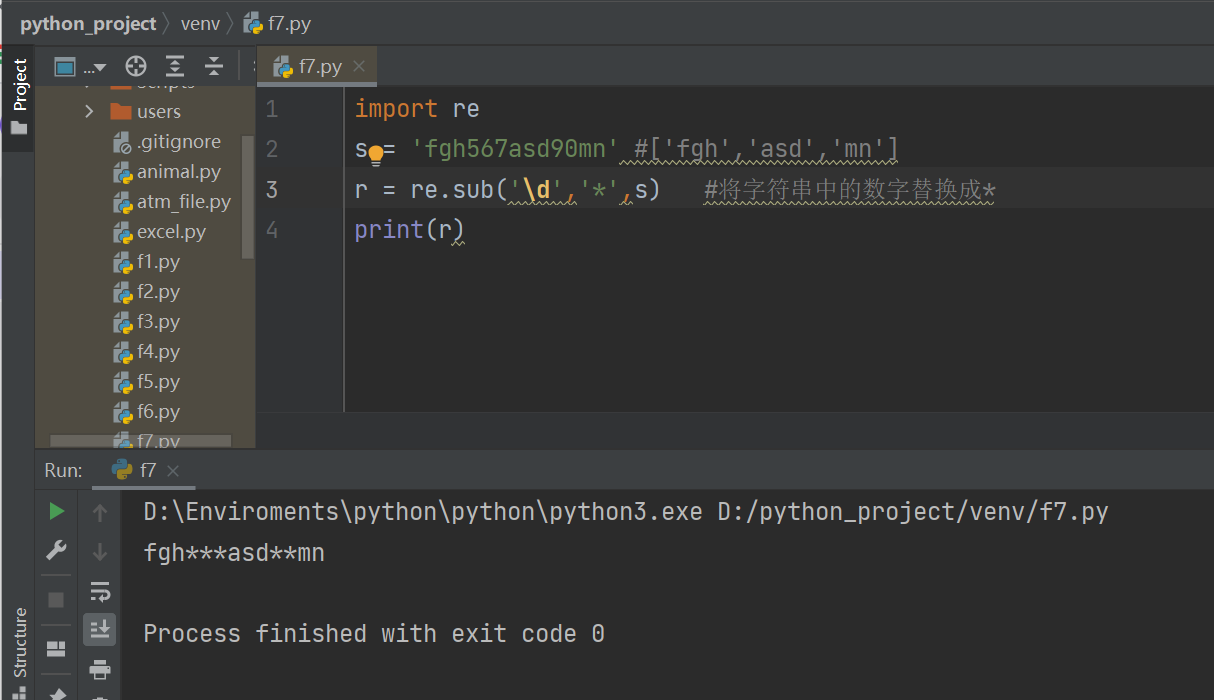 python_project venv f7.py
Project
...
f7.py
users
.gitignore
animal.py
atm_file.py
excel.py
f1.py
f2.py
f3.py
f4.py
f5.py
f6.py
f7.py
1 import re
2 s = 'fgh567asd90mn' #['fgh','asd','mn']
3 r = re.sub('\d','*',s) #将字符串中的数字替换成*
4 print(r)
Run: f7
D:\Enviroments\python\python\python3.exe D:/python_project/venv/f7.py
fgh***asd**mn
Process finished with exit code 0
Structure